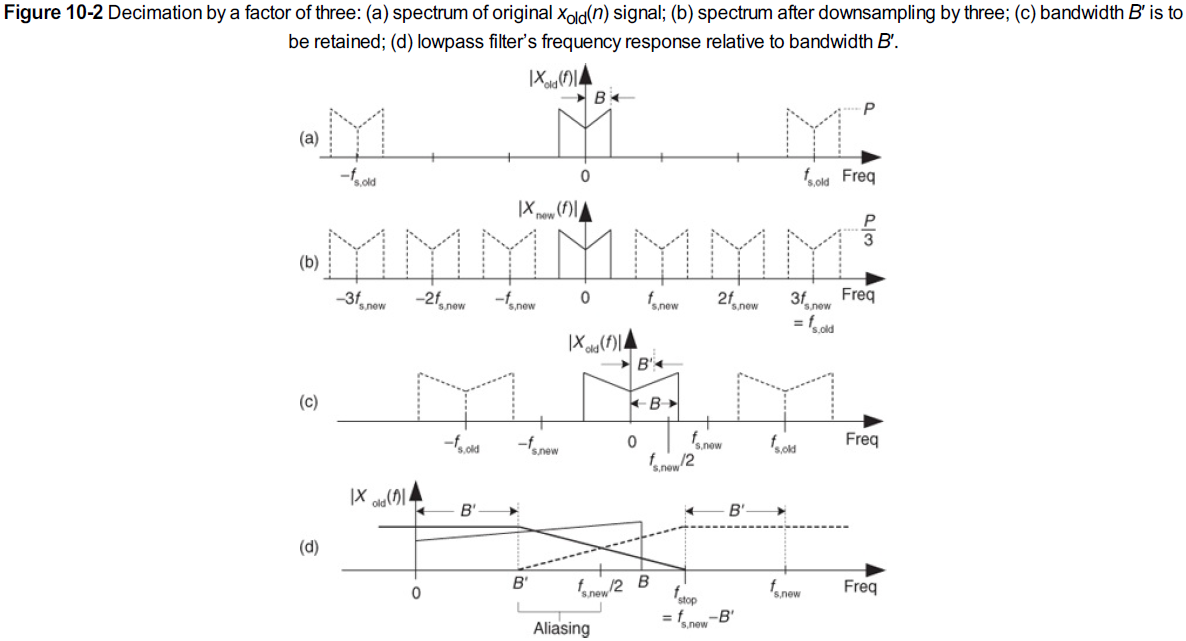 Figure 10-2 Decimation by a factor of three: (a) spectrum of original xold(n) signal; (b) spectrum after downsampling by three; (c) bandwidth B′ is to
be retained; (d) lowpass filter's frequency response relative to bandwidth B′.
|Xold(f)|
B
P
(a)
−fs,old 0 fs,old Freq
|Xnew(f)|
P/3
(b)
−3fs,new −2fs,new −fs,new 0 fs,new 2fs,new 3fs,new Freq
= fs,old
|Xold(f)|
B′
(c) B
−fs,old −fs,new 0 fs,new fs,old Freq
fs,new/2
|Xold(f)|
B′ B′
(d)
0 B′ fs,new/2 B fstop fs,new Freq
= fs,new−B′
Aliasing